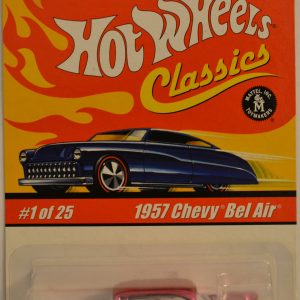 Hot Wheels
Classics
MATTEL, INC.
M
TOYMAKERS
#1 of 25
1957 Chevy® Bel Air®